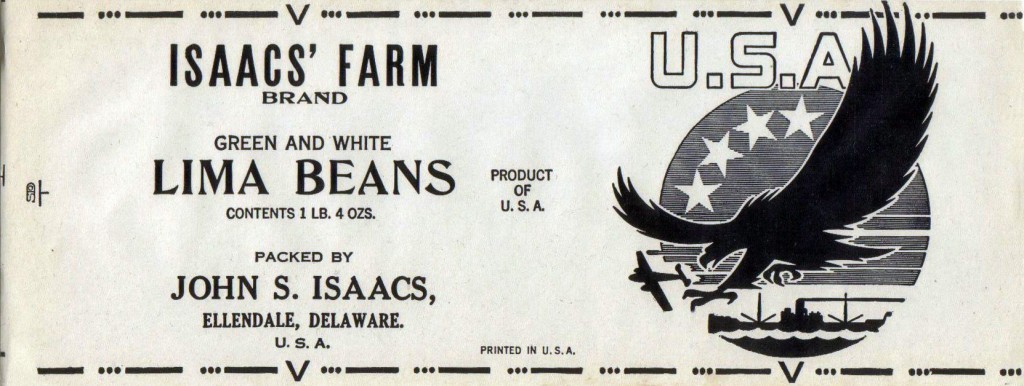 ISAACS' FARM
BRAND
GREEN AND WHITE
LIMA BEANS
CONTENTS 1 LB. 4 OZS.
PACKED BY
JOHN S. ISAACS,
ELLENDALE, DELAWARE.
U. S. A.
PRODUCT
OF
U. S. A.
PRINTED IN U. S. A.
U.S.A
V
V
V
V